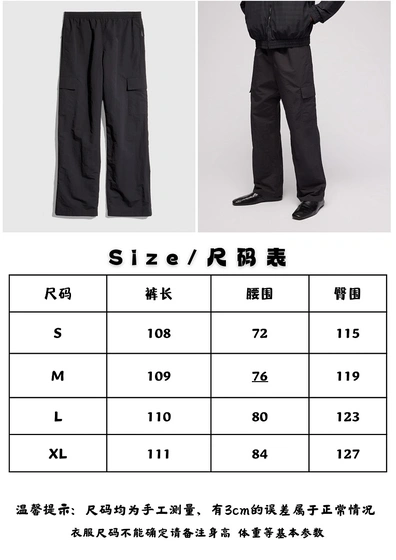 Size/尺码表
尺码 裤长 腰围 臀围
S 108 72 115
M 109 76 119
L 110 80 123
XL 111 84 127
温馨提示：尺码均为手工测量、有3cm的误差属于正常情况
衣服尺码不能确定请备注身高 体重等基本参数